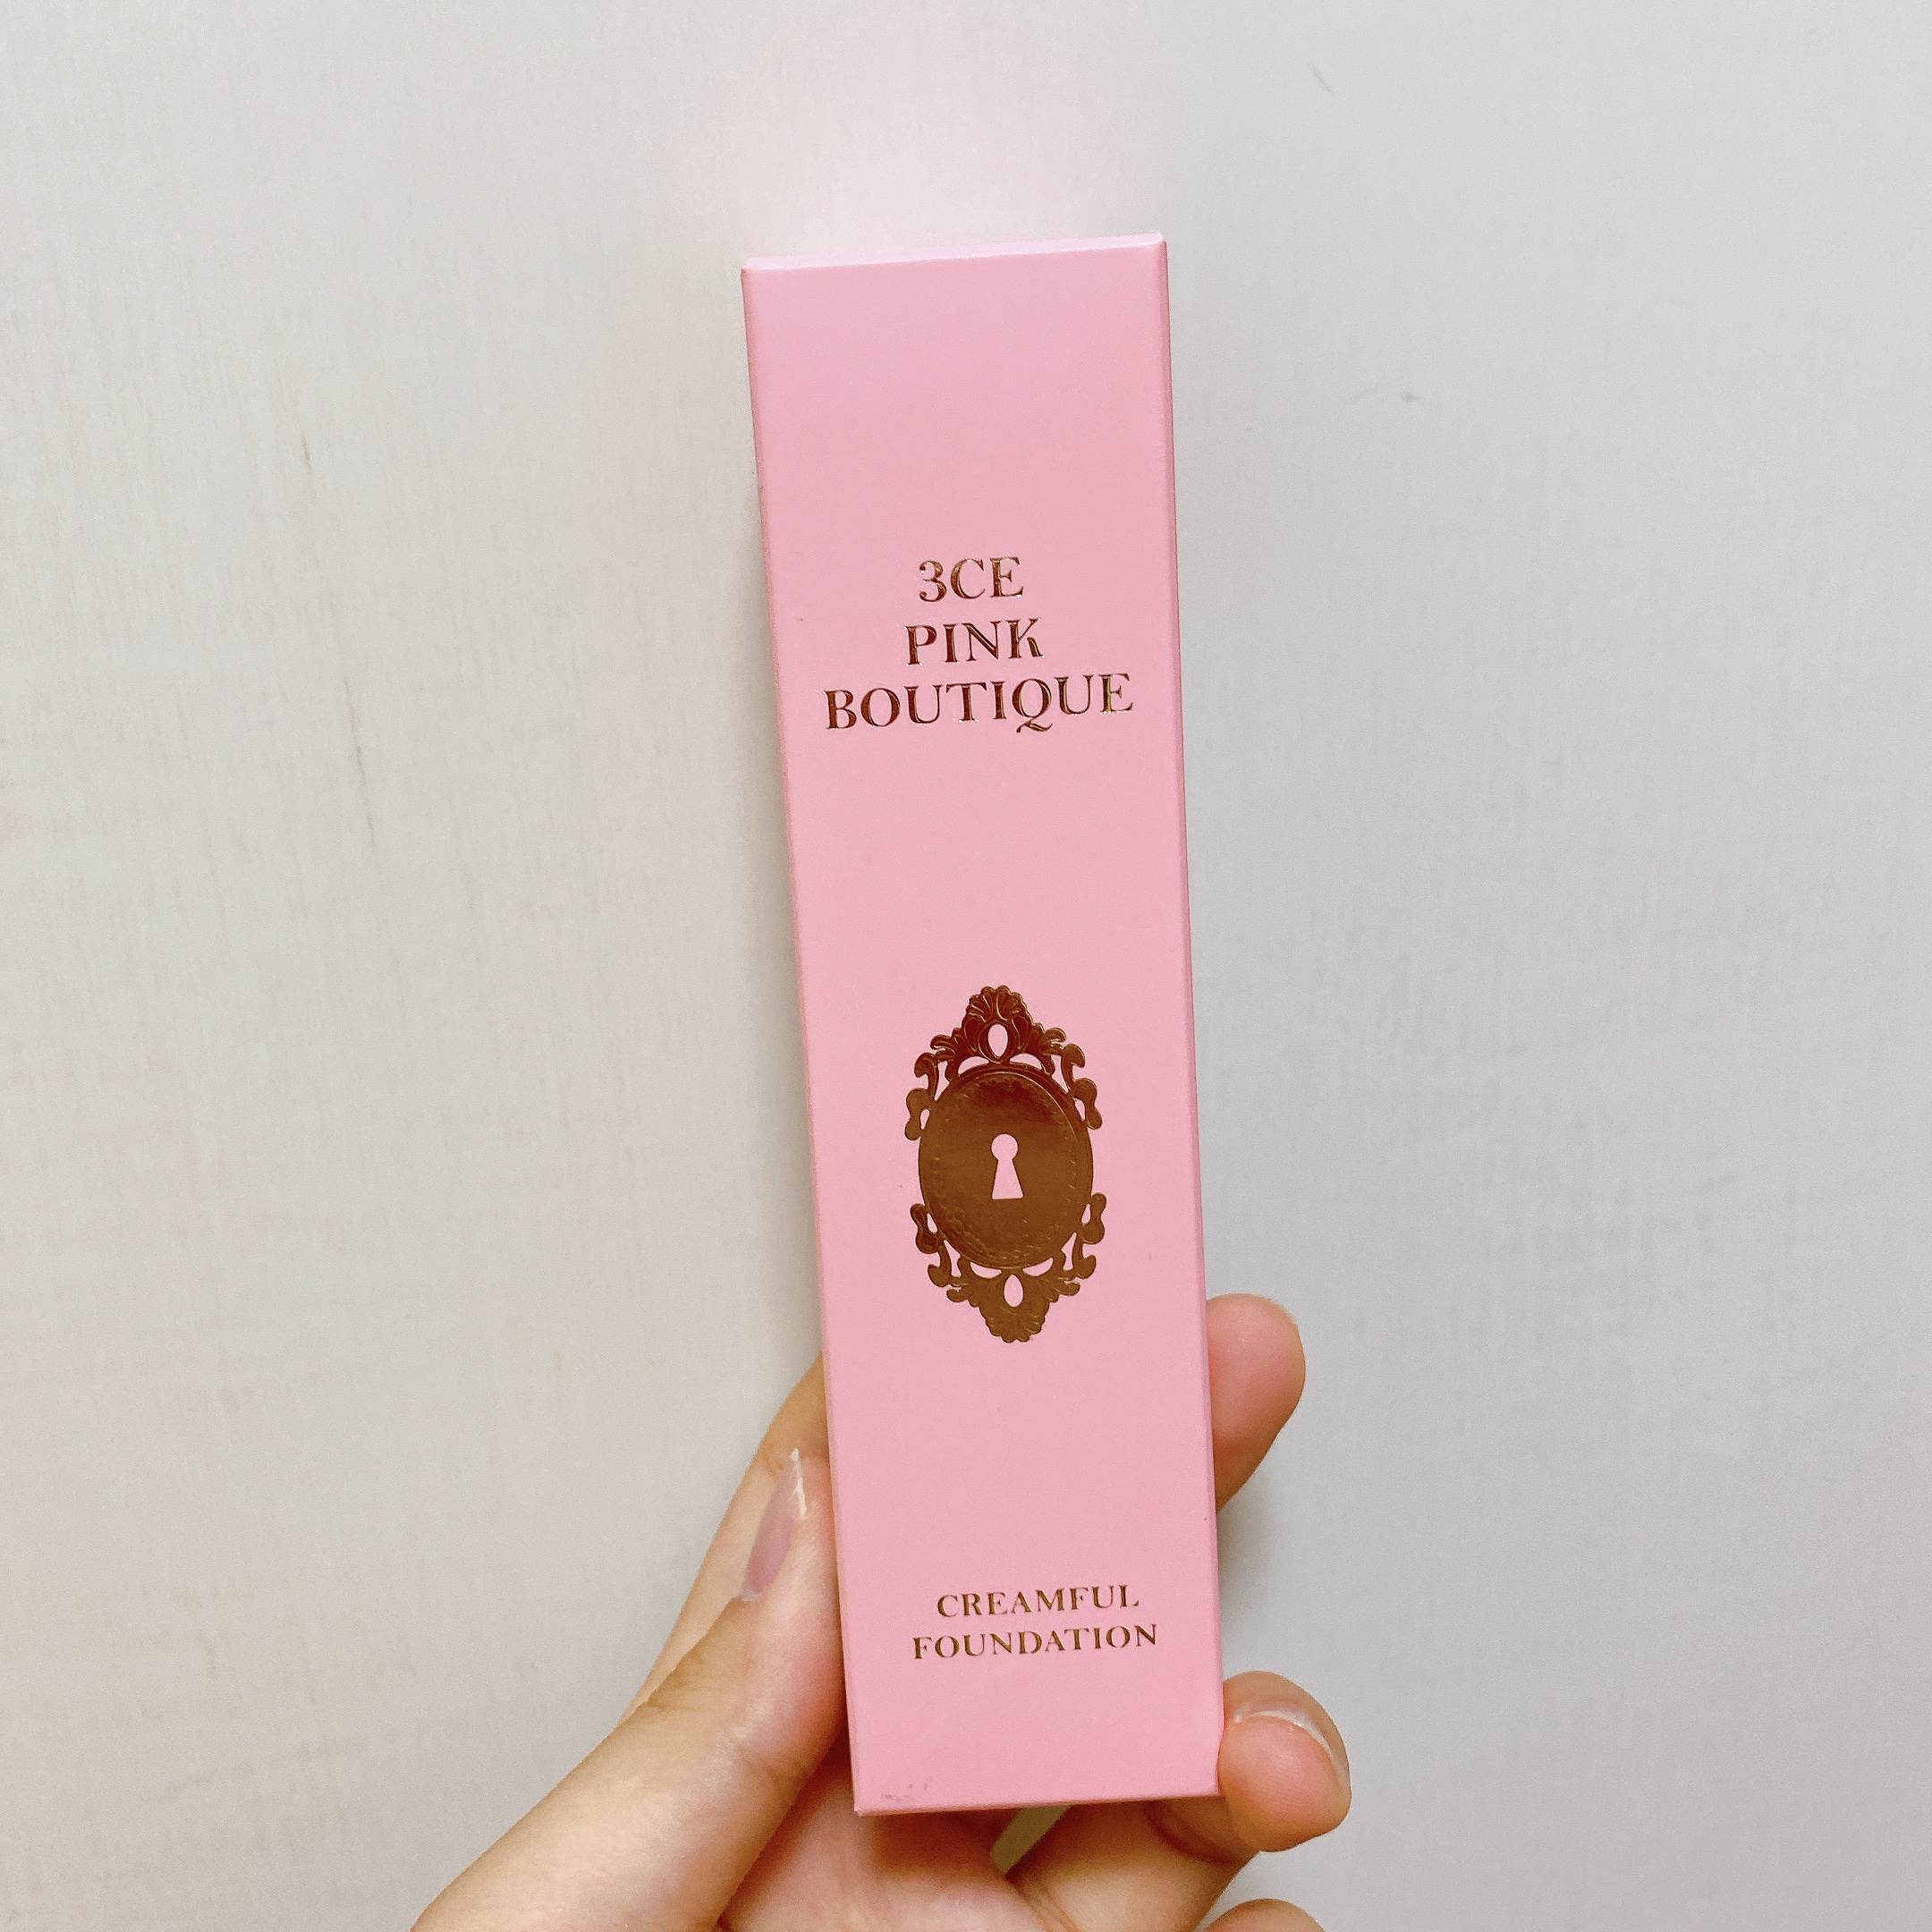 3CE
PINK
BOUTIQUE
CREAMFUL
FOUNDATION